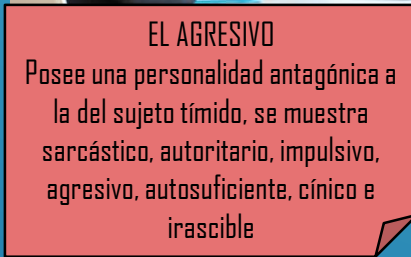 EL AGRESIVO
Posee una personalidad antagónica a
la del sujeto tímido, se muestra
sarcástico, autoritario, impulsivo,
agresivo, autosuficiente, cínico e
irascible